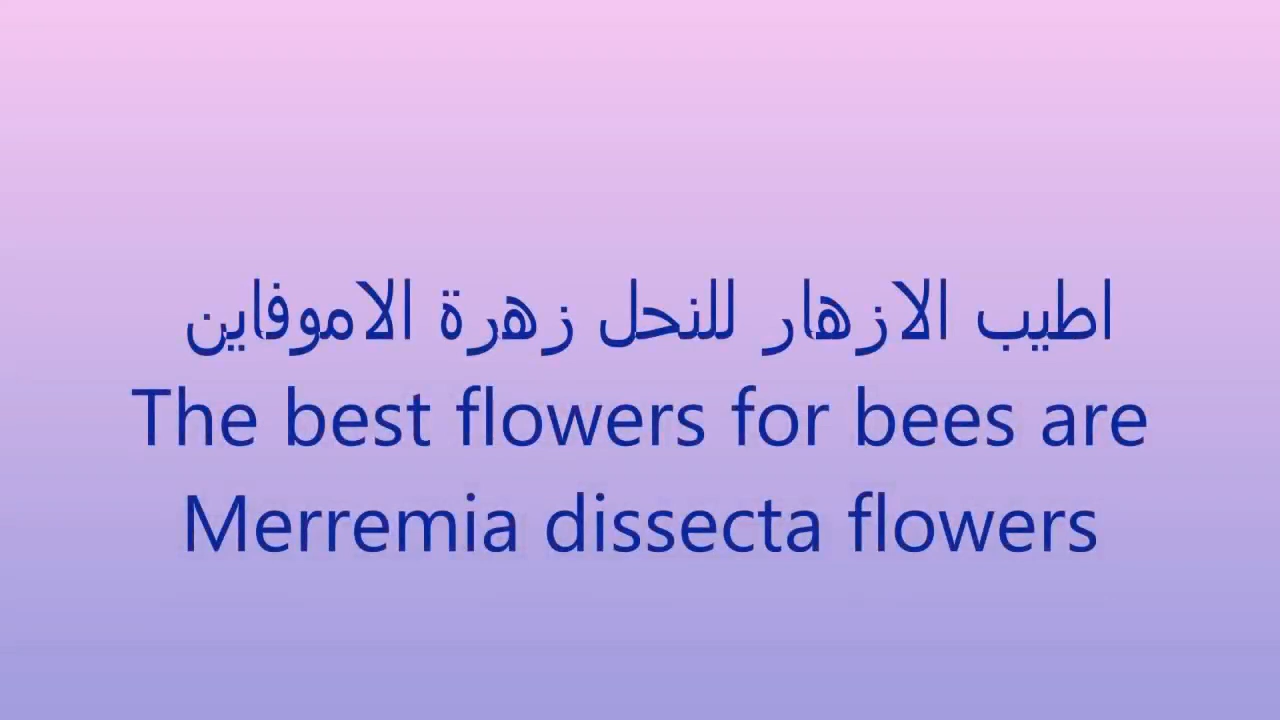 اطيب الازهار للنحل زهرة الاموفاين
The best flowers for bees are
Merremia dissecta flowers